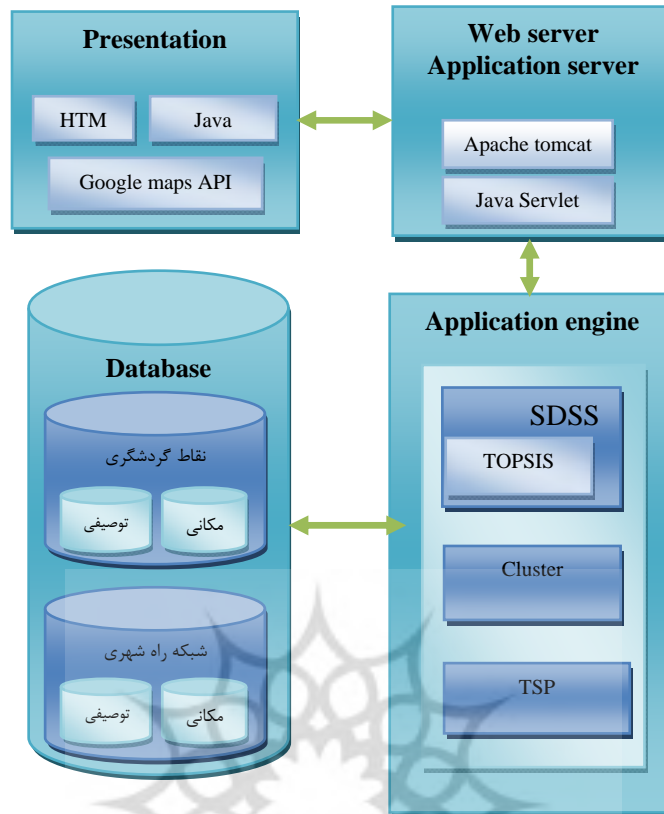 Presentation
HTM
Java
Google maps API
Web server
Application server
Apache tomcat
Java Servlet
Database
نقاط گردشگری
توصیفی
مکانی
شبکه راه شهری
توصیفی
مکانی
Application engine
SDSS
TOPSIS
Cluster
TSP